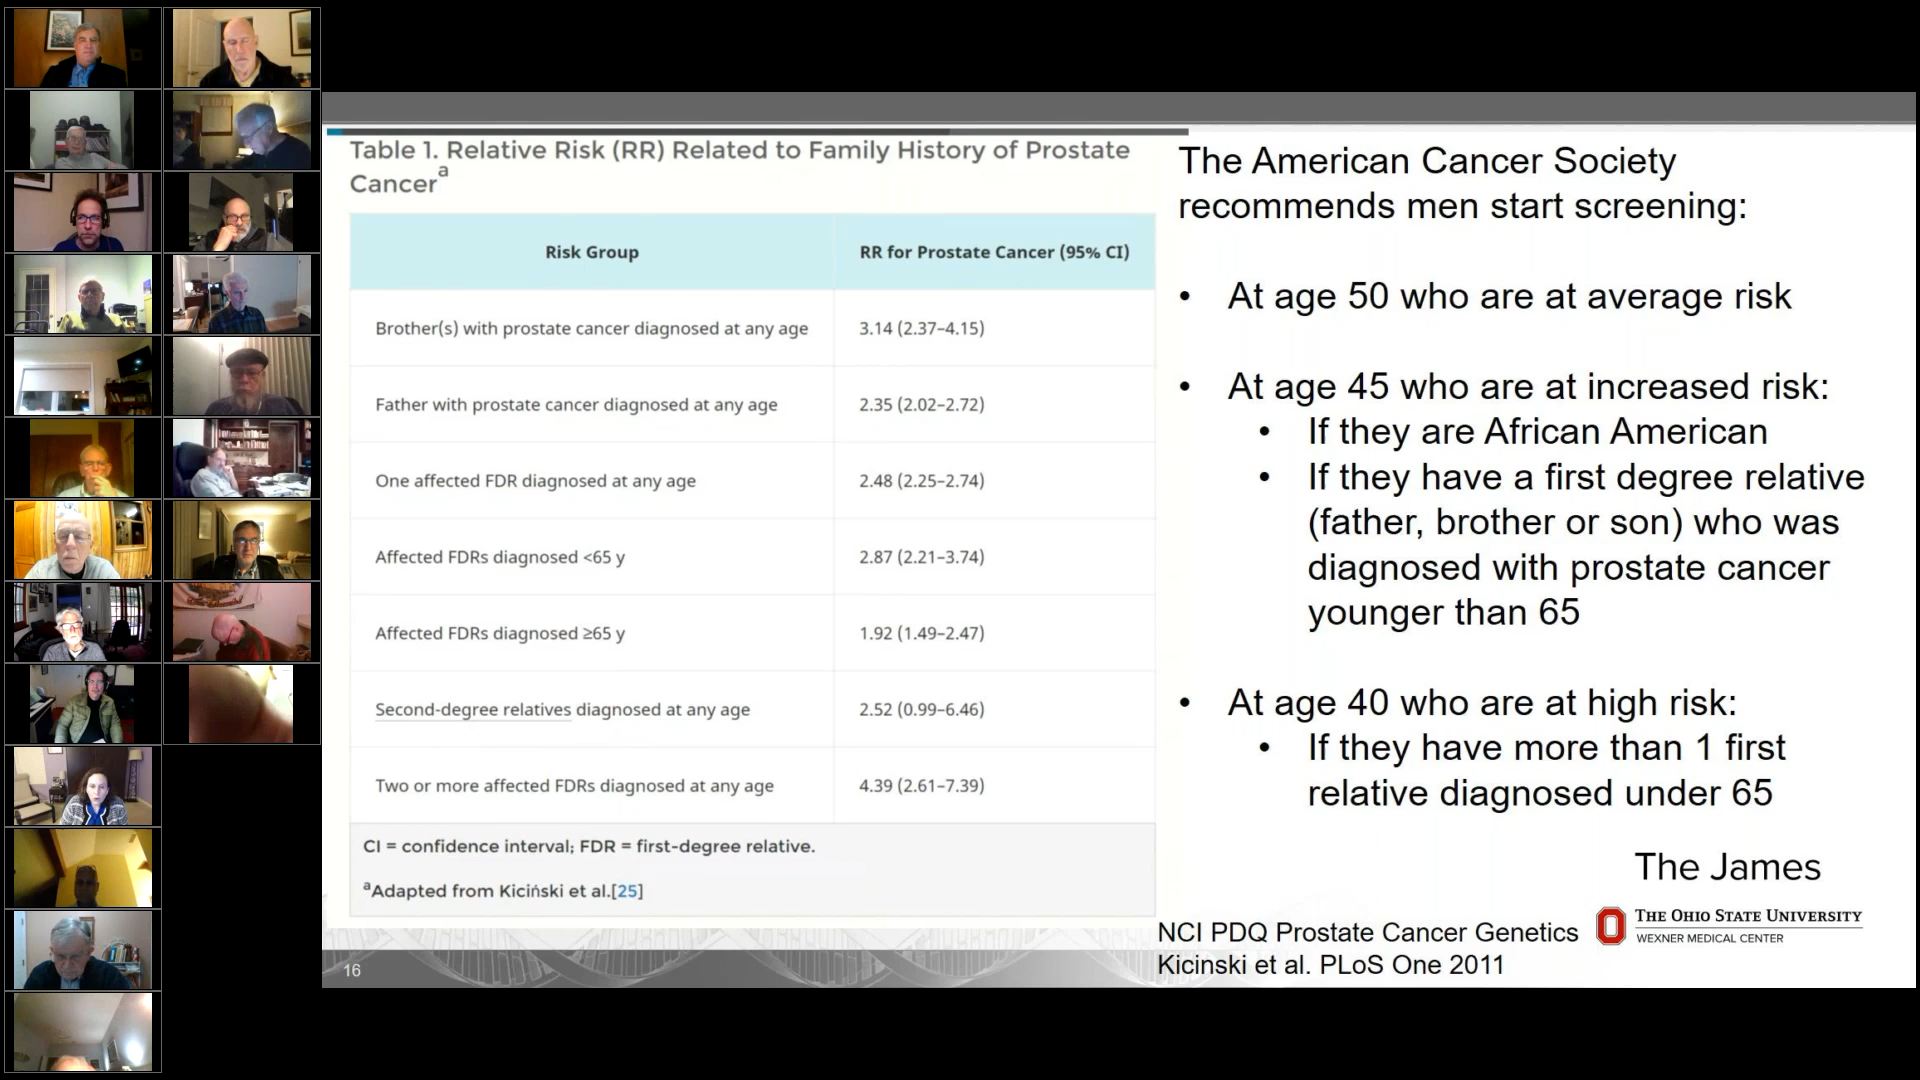 Table 1. Relative Risk (RR) Related to Family History of Prostate
Cancerª
Risk Group
RR for Prostate Cancer (95% CI)
Brother(s) with prostate cancer diagnosed at any age
3.14 (2.37–4.15)
Father with prostate cancer diagnosed at any age
2.35 (2.02–2.72)
One affected FDR diagnosed at any age
2.48 (2.25–2.74)
Affected FDRs diagnosed <65 y
2.87 (2.21–3.74)
Affected FDRs diagnosed ≥65 y
1.92 (1.49–2.47)
Second-degree relatives diagnosed at any age
2.52 (0.99–6.46)
Two or more affected FDRs diagnosed at any age
4.39 (2.61–7.39)
CI = confidence interval; FDR = first-degree relative.
ªAdapted from Kiciński et al.[25]
16
The American Cancer Society
recommends men start screening:
• At age 50 who are at average risk
• At age 45 who are at increased risk:
• If they are African American
• If they have a first degree relative
(father, brother or son) who was
diagnosed with prostate cancer
younger than 65
• At age 40 who are at high risk:
• If they have more than 1 first
relative diagnosed under 65
The James
THE OHIO STATE UNIVERSITY
WEXNER MEDICAL CENTER
NCI PDQ Prostate Cancer Genetics
Kicinski et al. PLoS One 2011